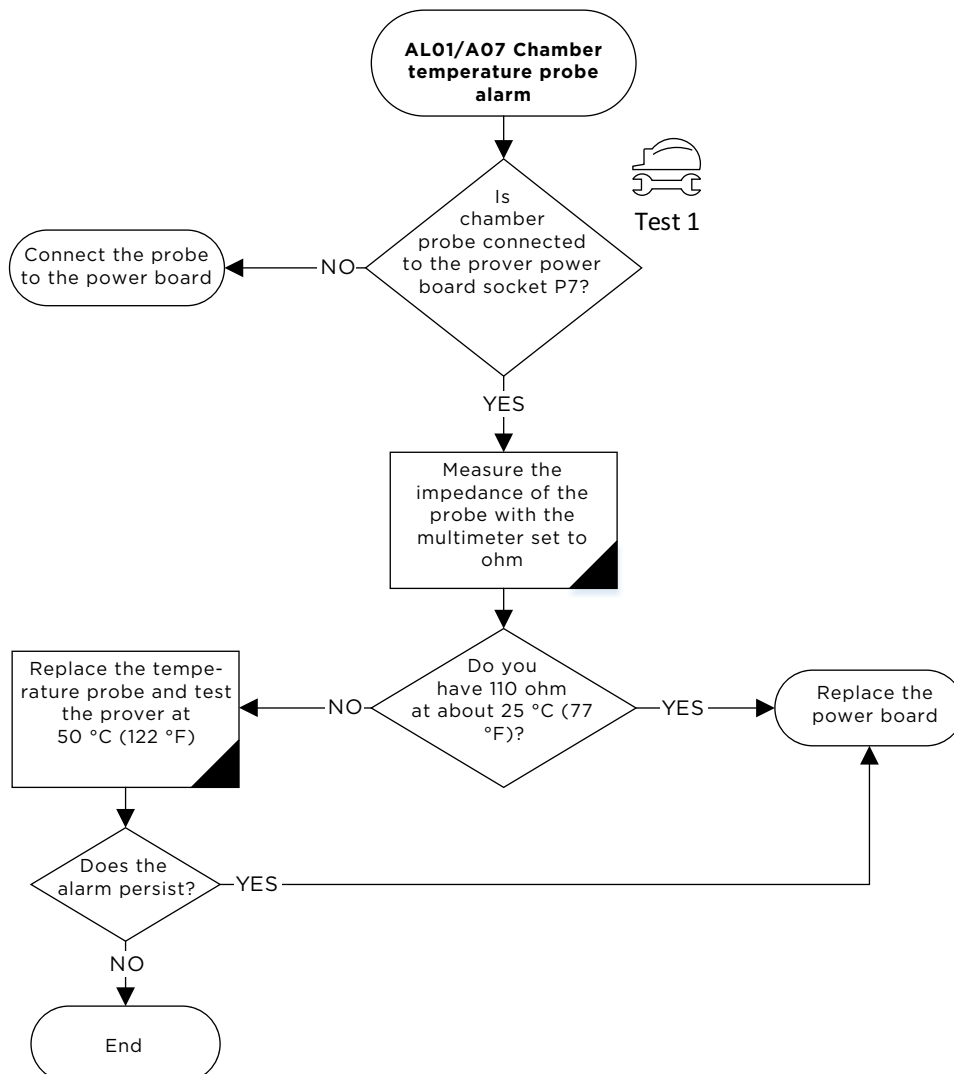 AL01/A07 Chamber
temperature probe
alarm
Test 1
Is
chamber
probe connected
to the prover power
board socket P7?
NO
Connect the probe
to the power board
YES
Measure the
impedance of the
probe with the
multimeter set to
ohm
Do you
have 110 ohm
at about 25 °C (77
°F)?
NO
YES
Replace the tempe-
rature probe and test
the prover at
50 °C (122 °F)
Replace the
power board
Does the
alarm persist?
YES
NO
End